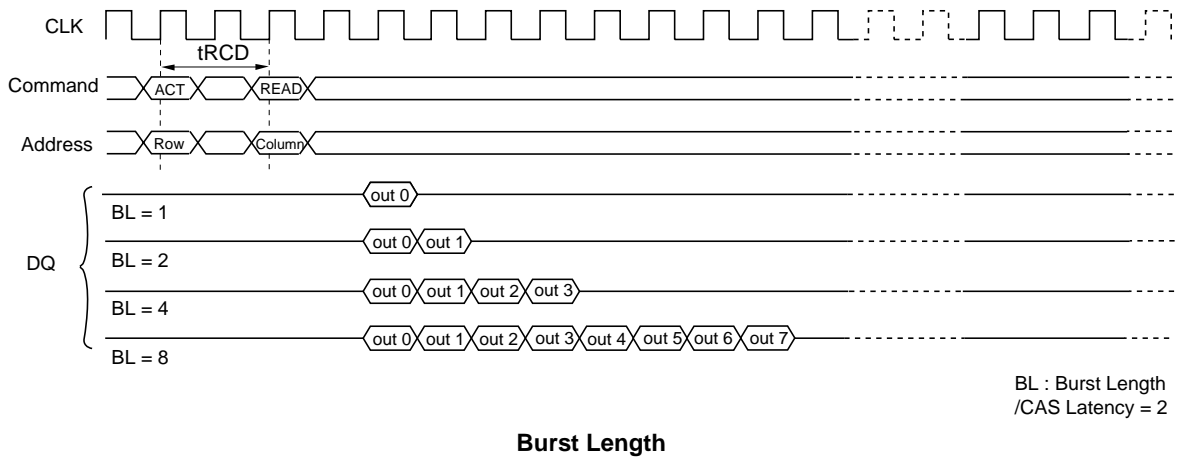 CLK
tRCD
Command ACT READ
Address Row Column
out 0
BL = 1
out 0 out 1
BL = 2
DQ
out 0 out 1 out 2 out 3
BL = 4
out 0 out 1 out 2 out 3 out 4 out 5 out 6 out 7
BL = 8
BL : Burst Length
/CAS Latency = 2
Burst Length